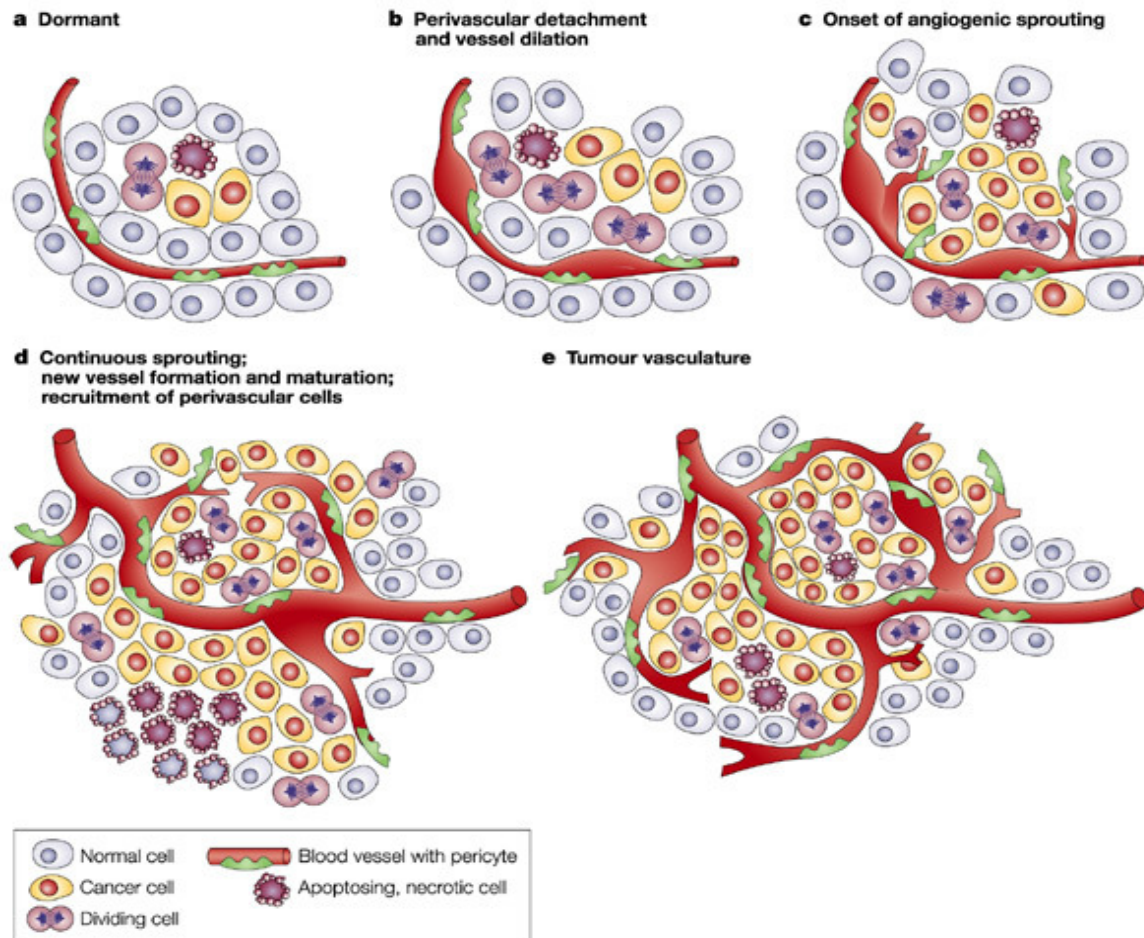 a Dormant
b Perivascular detachment
and vessel dilation
c Onset of angiogenic sprouting
d Continuous sprouting;
new vessel formation and maturation;
recruitment of perivascular cells
e Tumour vasculature
Normal cell
Cancer cell
Dividing cell
Blood vessel with pericyte
Apoptosing, necrotic cell